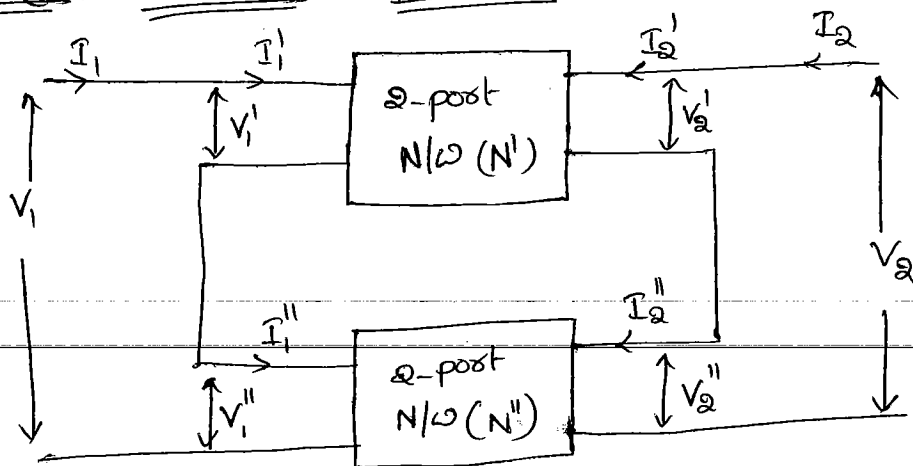 I₁ I₁' I₂' I₂
2-port
N/W (N')
V₁' V₂'
V₁ V₂
I₁'' I₂''
2-port
N/W (N'')
V₁'' V₂''